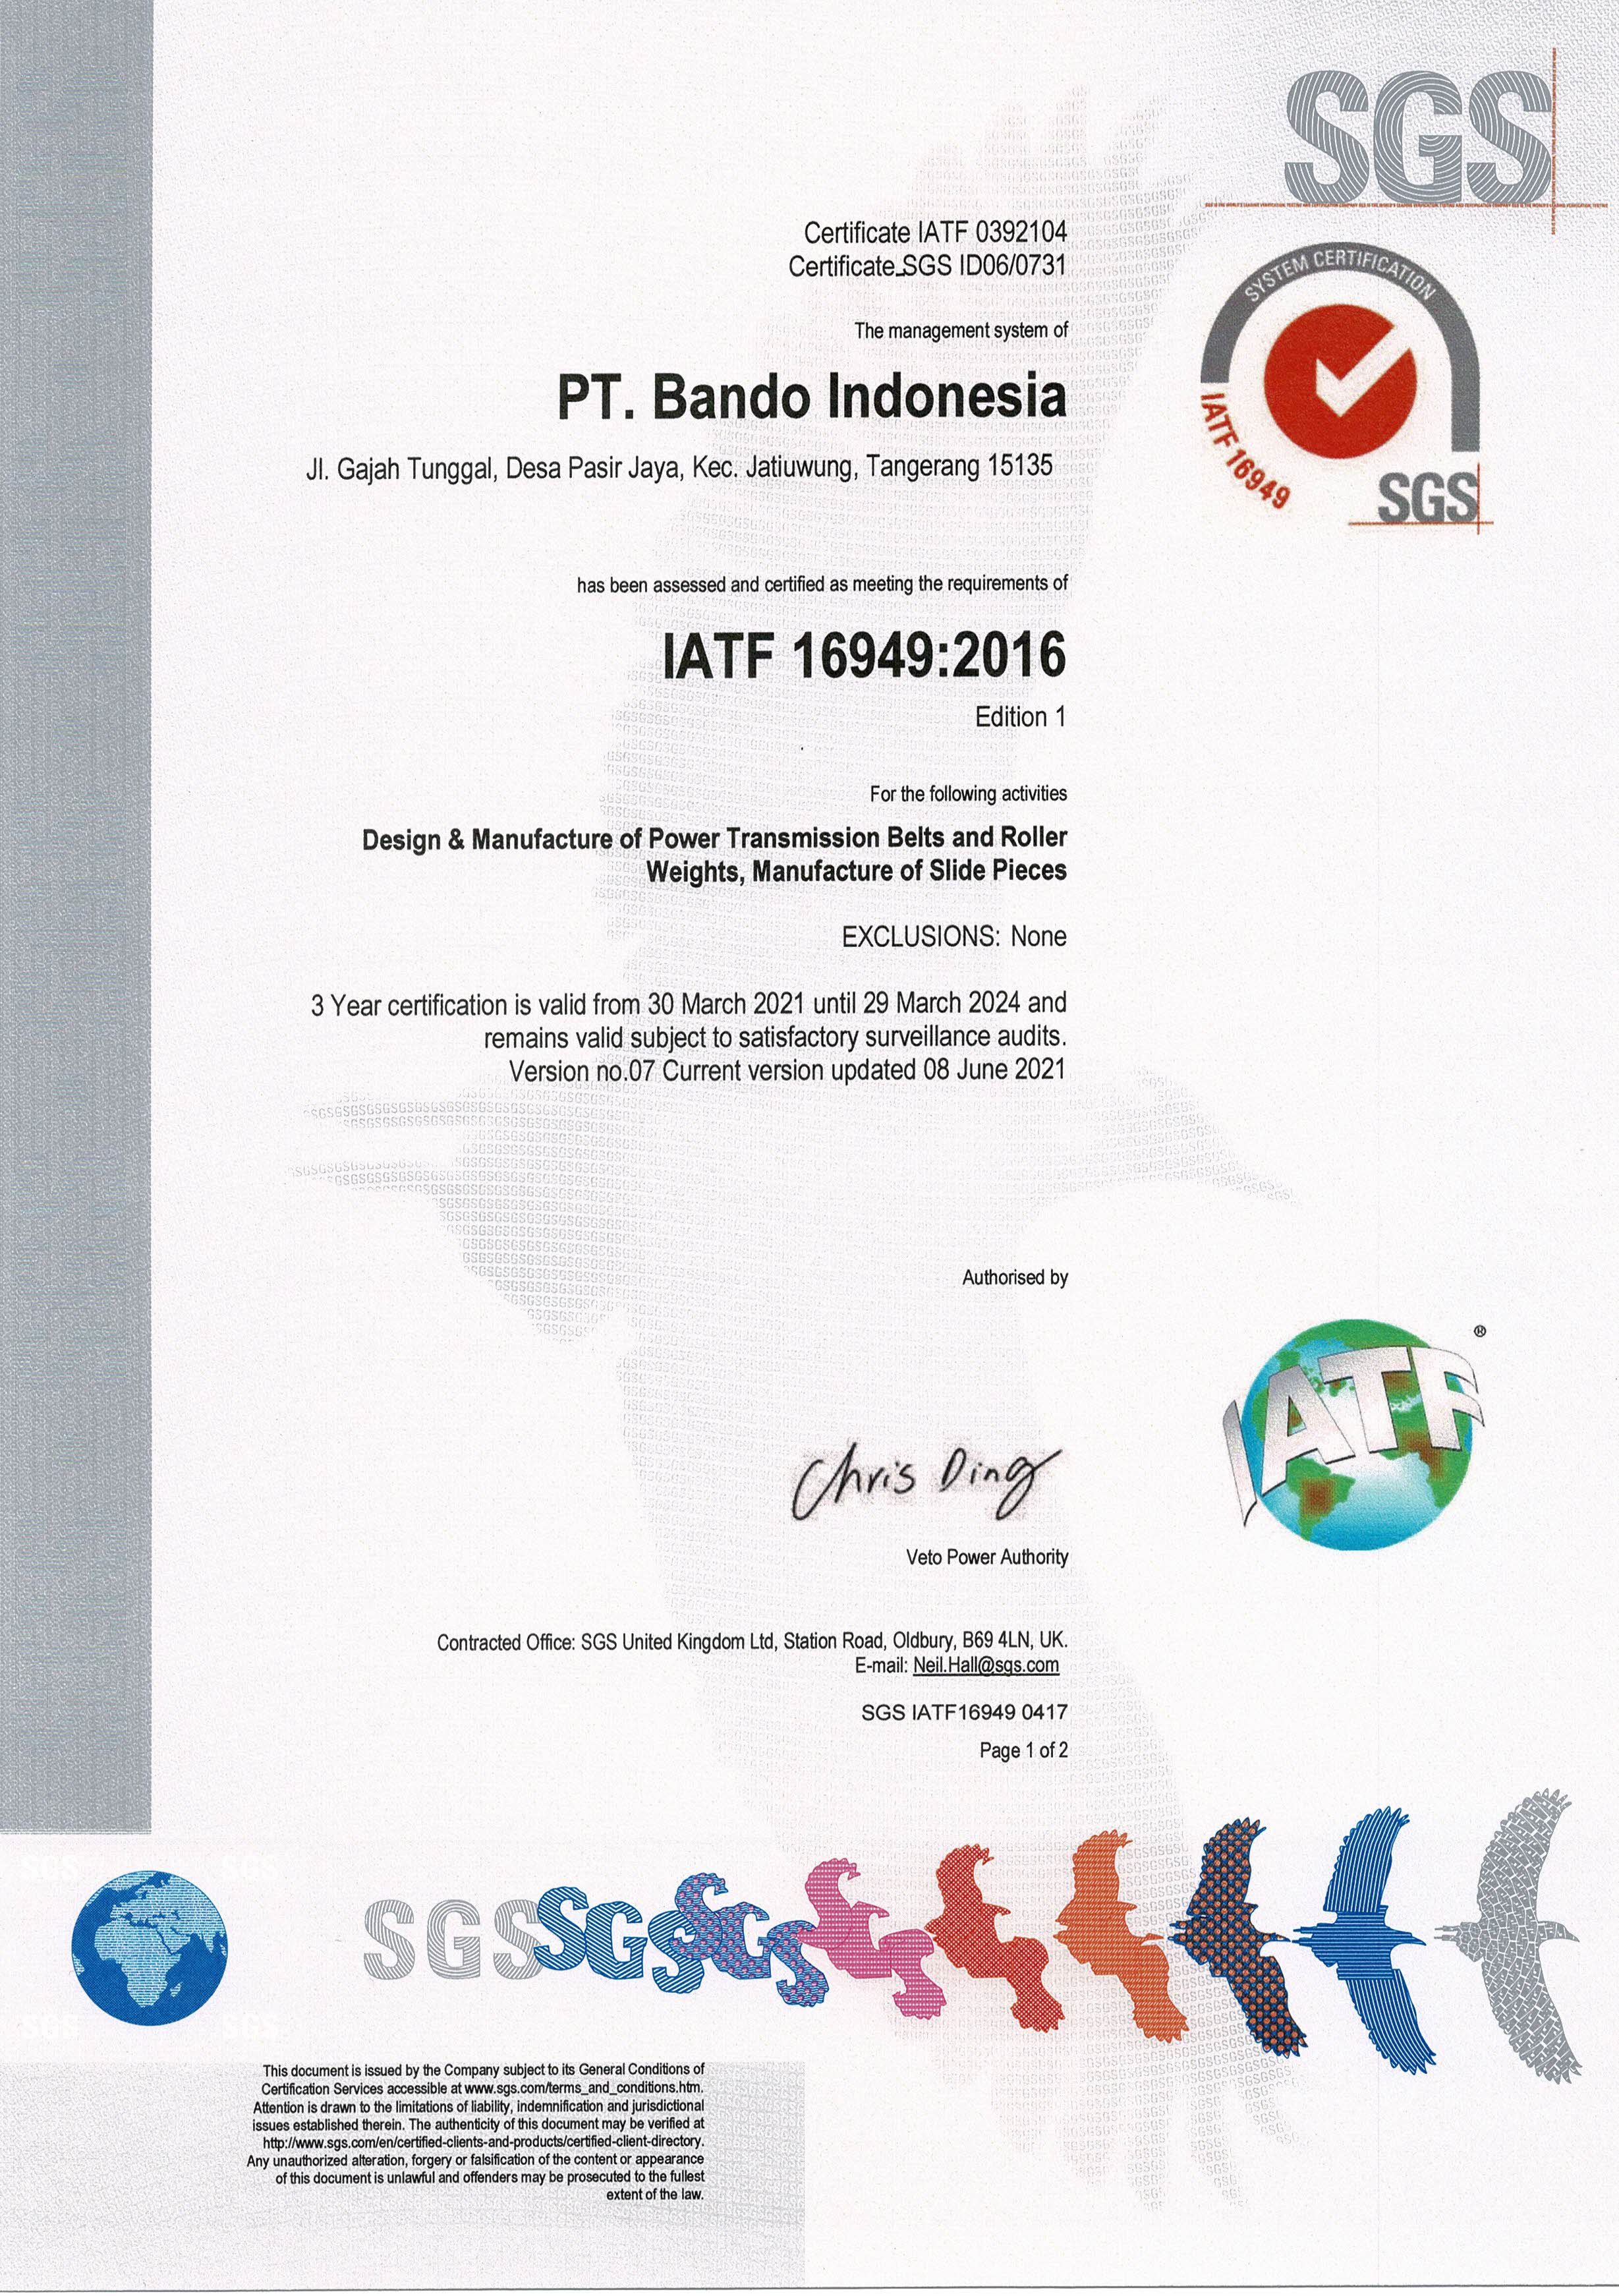 SGS
Certificate IATF 0392104
Certificate SGS ID06/0731
SYSTEM CERTIFICATION
IATF 16949
SGS
The management system of
PT. Bando Indonesia
Jl. Gajah Tunggal, Desa Pasir Jaya, Kec. Jatiuwung, Tangerang 15135
has been assessed and certified as meeting the requirements of
IATF 16949:2016
Edition 1
For the following activities
Design & Manufacture of Power Transmission Belts and Roller
Weights, Manufacture of Slide Pieces
EXCLUSIONS: None
3 Year certification is valid from 30 March 2021 until 29 March 2024 and
remains valid subject to satisfactory surveillance audits.
Version no.07 Current version updated 08 June 2021
Authorised by
IATF ®
Chris Ding
Veto Power Authority
Contracted Office: SGS United Kingdom Ltd, Station Road, Oldbury, B69 4LN, UK.
E-mail: Neil.Hall@sgs.com
SGS IATF16949 0417
Page 1 of 2
SGS SGS SGS
This document is issued by the Company subject to its General Conditions of
Certification Services accessible at www.sgs.com/terms_and_conditions.htm.
Attention is drawn to the limitations of liability, indemnification and jurisdictional
issues established therein. The authenticity of this document may be verified at
http://www.sgs.com/en/certified-clients-and-products/certified-client-directory.
Any unauthorized alteration, forgery or falsification of the content or appearance
of this document is unlawful and offenders may be prosecuted to the fullest
extent of the law.